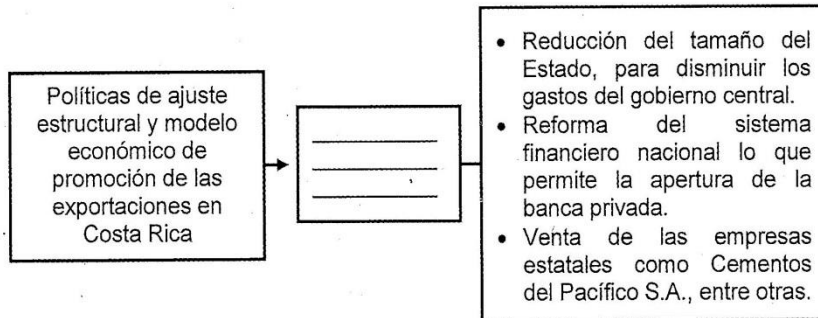 Políticas de ajuste
estructural y modelo
económico de
promoción de las
exportaciones en
Costa Rica
• Reducción del tamaño del
Estado, para disminuir los
gastos del gobierno central.
• Reforma del sistema
financiero nacional lo que
permite la apertura de la
banca privada.
• Venta de las empresas
estatales como Cementos
del Pacífico S.A., entre otras.